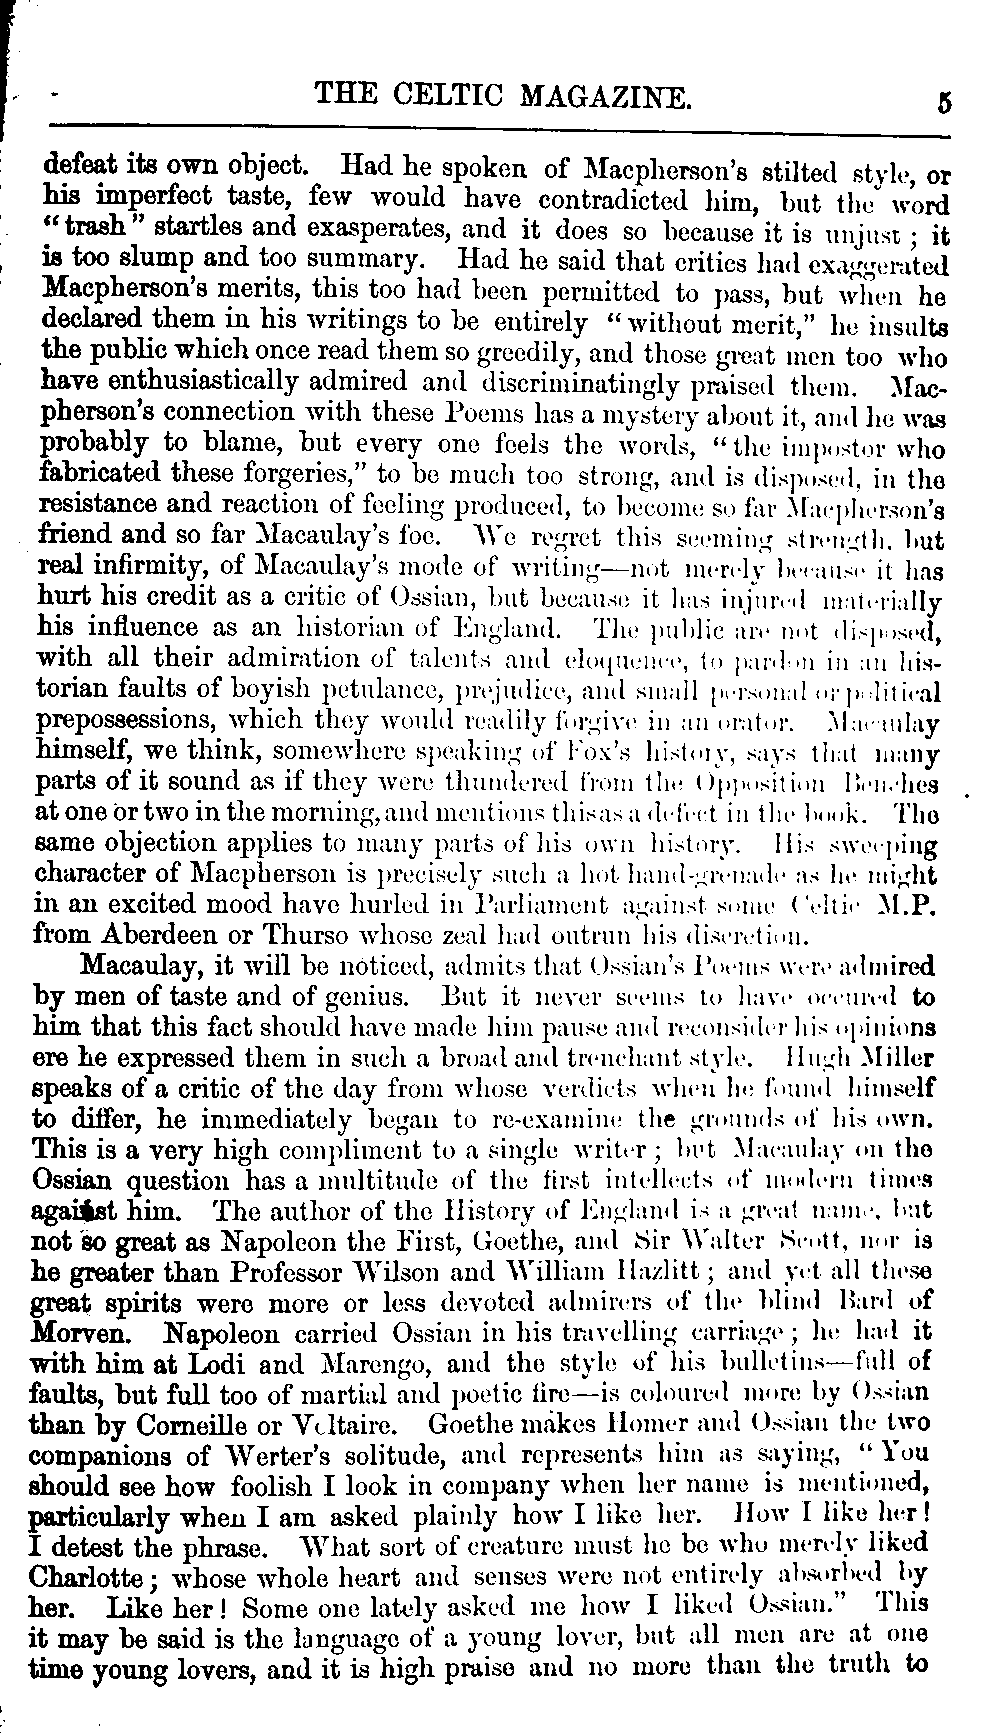 THE CELTIC MAGAZINE. 5
defeat its own object. Had he spoken of Macpherson's stilted style, or
his imperfect taste, few would have contradicted him, but the word
"trash" startles and exasperates, and it does so because it is unjust; it
is too slump and too summary. Had he said that critics had exaggerated
Macpherson's merits, this too had been permitted to pass, but when he
declared them in his writings to be entirely "without merit," he insults
the public which once read them so greedily, and those great men too who
have enthusiastically admired and discriminatingly praised them. Mac-
pherson's connection with these Poems has a mystery about it, and he was
probably to blame, but every one feels the words, "the impostor who
fabricated these forgeries," to be much too strong, and is disposed, in the
resistance and reaction of feeling produced, to become so far Macpherson's
friend and so far Macaulay's foe. We regret this seeming strength, but
real infirmity, of Macaulay's mode of writing—not merely because it has
hurt his credit as a critic of Ossian, but because it has injured materially
his influence as an historian of England. The public are not disposed,
with all their admiration of talents and eloquence, to pardon in an his-
torian faults of boyish petulance, prejudice, and small personal or political
prepossessions, which they would readily forgive in an orator. Macaulay
himself, we think, somewhere speaking of Fox's history, says that many
parts of it sound as if they were thundered from the Opposition Benches
at one or two in the morning, and mentions this as a defect in the book. The
same objection applies to many parts of his own history. His sweeping
character of Macpherson is precisely such a hot hand-grenade as he might
in an excited mood have hurled in Parliament against some Celtic M.P.
from Aberdeen or Thurso whose zeal had outrun his discretion.
Macaulay, it will be noticed, admits that Ossian's Poems were admired
by men of taste and of genius. But it never seems to have occured to
him that this fact should have made him pause and reconsider his opinions
ere he expressed them in such a broad and trenchant style. Hugh Miller
speaks of a critic of the day from whose verdicts when he found himself
to differ, he immediately began to re-examine the grounds of his own.
This is a very high compliment to a single writer; but Macaulay on the
Ossian question has a multitude of the first intellects of modern times
against him. The author of the History of England is a great name, but
not so great as Napoleon the First, Goethe, and Sir Walter Scott, nor is
he greater than Professor Wilson and William Hazlitt; and yet all these
great spirits were more or less devoted admirers of the blind Bard of
Morven. Napoleon carried Ossian in his travelling carriage; he had it
with him at Lodi and Marengo, and the style of his bulletins—full of
faults, but full too of martial and poetic fire—is coloured more by Ossian
than by Corneille or Voltaire. Goethe makes Homer and Ossian the two
companions of Werter's solitude, and represents him as saying, "You
should see how foolish I look in company when her name is mentioned,
particularly when I am asked plainly how I like her. How I like her!
I detest the phrase. What sort of creature must he be who merely liked
Charlotte; whose whole heart and senses were not entirely absorbed by
her. Like her! Some one lately asked me how I liked Ossian." This
it may be said is the language of a young lover, but all men are at one
time young lovers, and it is high praise and no more than the truth to